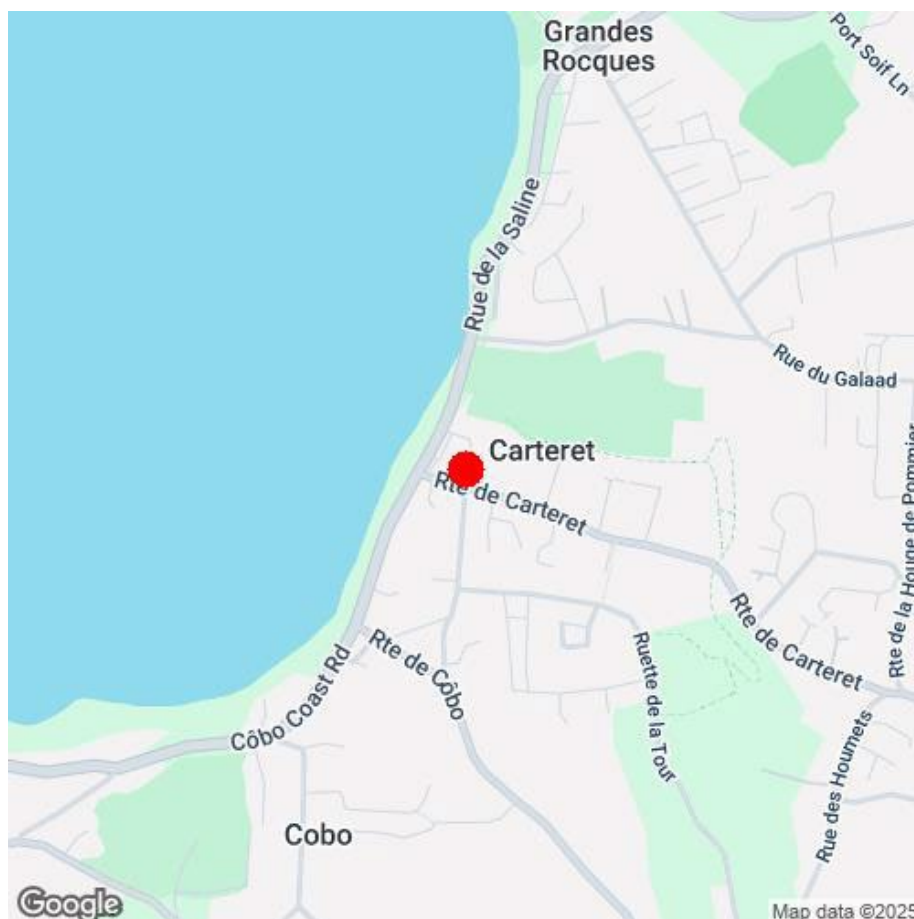 Grandes
Rocques
Port Soif Ln
Rue de la Saline
Rue du Galaad
Carteret
Rte de Carteret
Rte de la Houge de Pommier
Rte de Carteret
Rte de Côbo
Ruette de la Tour
Côbo Coast Rd
Rue des Houmets
Cobo
Google
Map data ©2025